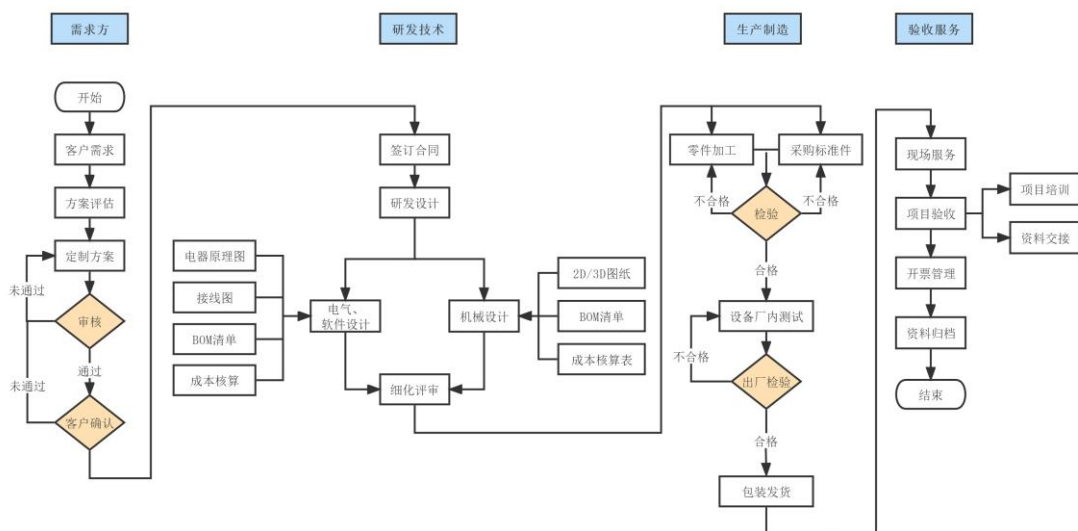 需求方
研发技术
生产制造
验收服务
开始
客户需求
方案评估
定制方案
未通过
审核
通过
未通过
客户确认
签订合同
研发设计
电器原理图
接线图
BOM清单
成本核算
电气、
软件设计
机械设计
2D/3D图纸
BOM清单
成本核算表
细化评审
零件加工
采购标准件
不合格
不合格
检验
合格
设备厂内测试
不合格
出厂检验
合格
包装发货
现场服务
项目验收
项目培训
资料交接
开票管理
资料归档
结束